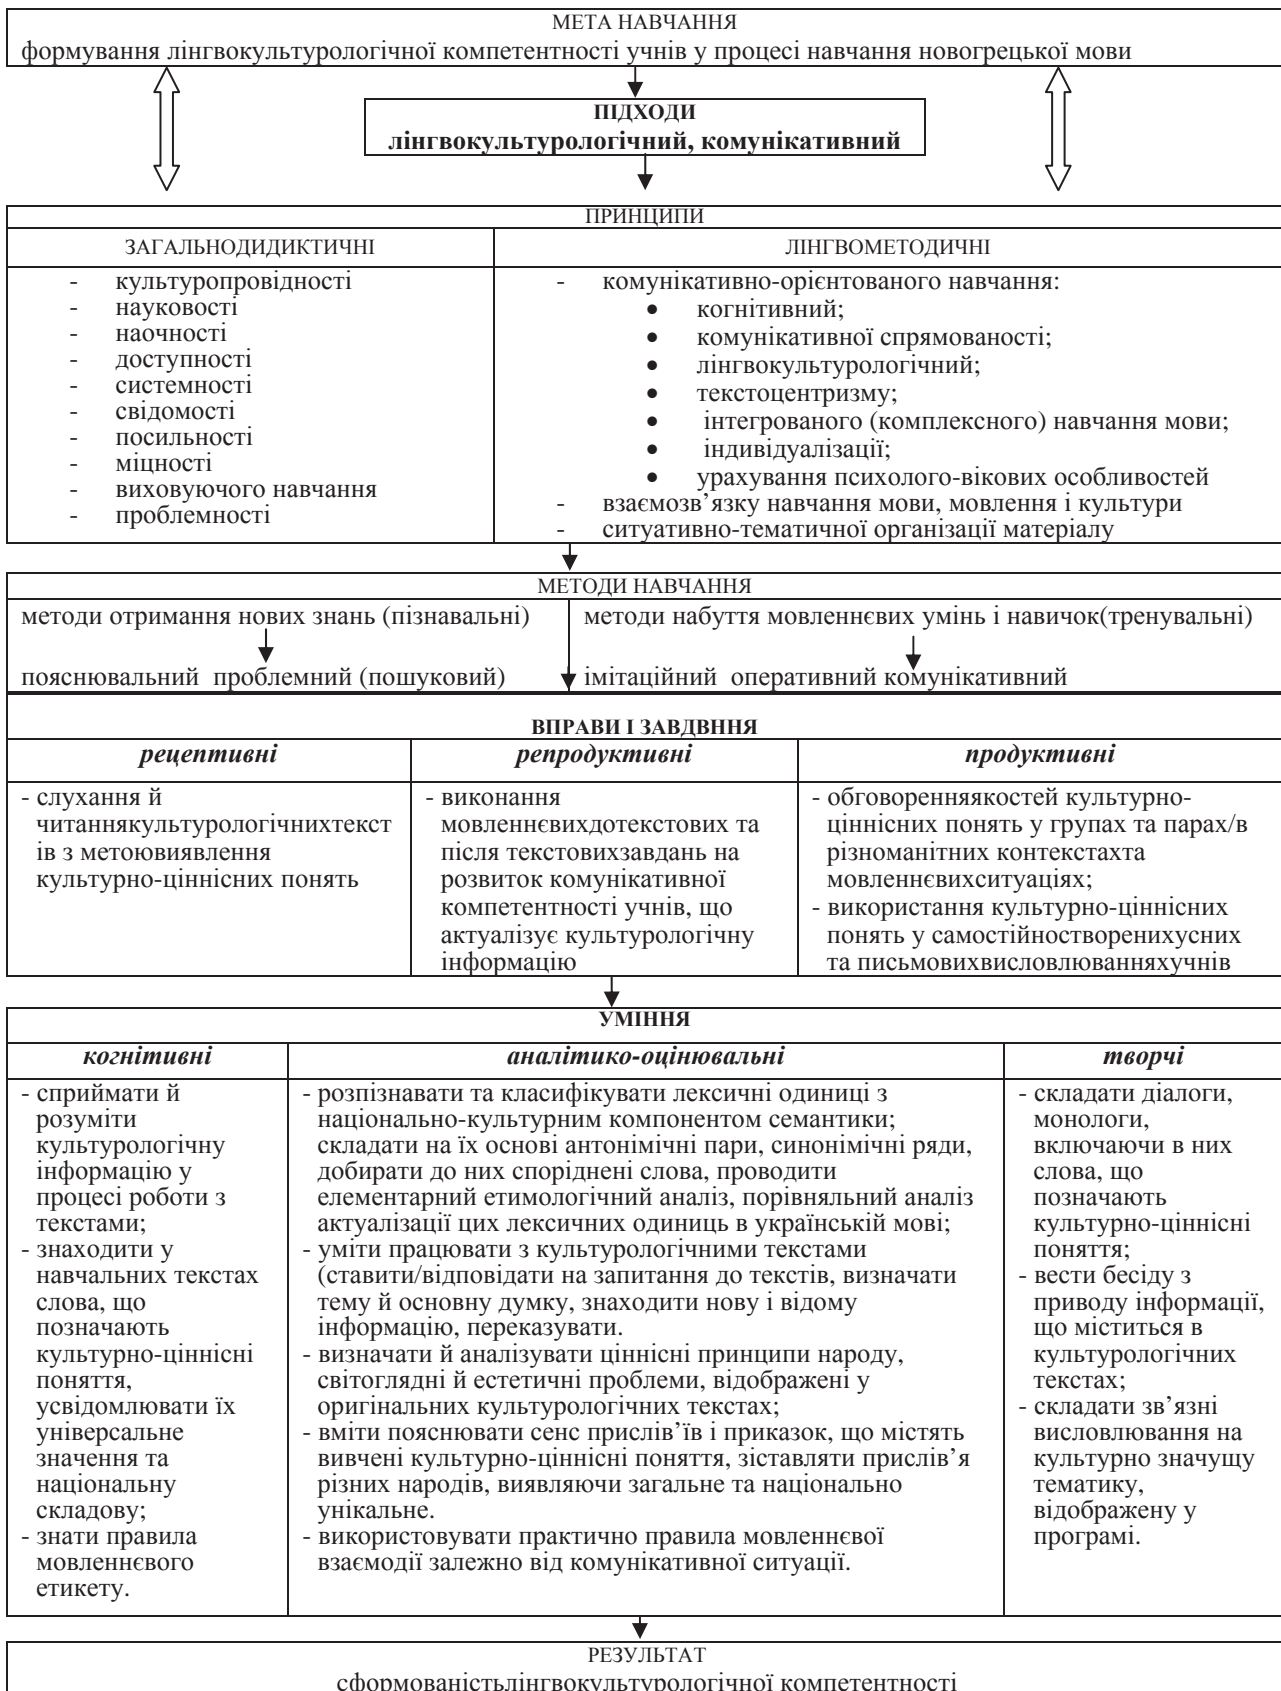 МЕТА НАВЧАННЯ
формування лінгвокультурологічної компетентності учнів у процесі навчання новогрецької мови
ПІДХОДИ
лінгвокультурологічний, комунікативний
ПРИНЦИПИ
ЗАГАЛЬНОДИДИКТИЧНІ
- культуропровідності
- науковості
- наочності
- доступності
- системності
- свідомості
- посильності
- міцності
- виховуючого навчання
- проблемності
ЛІНГВОМЕТОДИЧНІ
- комунікативно-орієнтованого навчання:
• когнітивний;
• комунікативної спрямованості;
• лінгвокультурологічний;
• текстоцентризму;
• інтегрованого (комплексного) навчання мови;
• індивідуалізації;
• урахування психолого-вікових особливостей
- взаємозв’язку навчання мови, мовлення і культури
- ситуативно-тематичної організації матеріалу
МЕТОДИ НАВЧАННЯ
методи отримання нових знань (пізнавальні)
пояснювальний проблемний (пошуковий)
методи набуття мовленнєвих умінь і навичок(тренувальні)
імітаційний оперативний комунікативний
ВПРАВИ І ЗАВДВННЯ
рецептивні
- слухання й
читаннякультурологічнихтекст
ів з метоювиявлення
культурно-ціннісних понять
репродуктивні
- виконання
мовленнєвихдотекстових та
після текстовихзавдань на
розвиток комунікативної
компетентності учнів, що
актуалізує культурологічну
інформацію
продуктивні
- обговоренняякостей культурно-
ціннісних понять у групах та парах/в
різноманітних контекстахта
мовленнєвихситуаціях;
- використання культурно-ціннісних
понять у самостійностворенихусних
та письмовихвисловлюванняхучнів
УМІННЯ
когнітивні
- сприймати й
розуміти
культурологічну
інформацію у
процесі роботи з
текстами;
- знаходити у
навчальних текстах
слова, що
позначають
культурно-ціннісні
поняття,
усвідомлювати їх
універсальне
значення та
національну
складову;
- знати правила
мовленнєвого
етикету.
аналітико-оцінювальні
- розпізнавати та класифікувати лексичні одиниці з
національно-культурним компонентом семантики;
складати на їх основі антонімічні пари, синонімічні ряди,
добирати до них споріднені слова, проводити
елементарний етимологічний аналіз, порівняльний аналіз
актуалізації цих лексичних одиниць в українській мові;
- уміти працювати з культурологічними текстами
(ставити/відповідати на запитання до текстів, визначати
тему й основну думку, знаходити нову і відому
інформацію, переказувати.
- визначати й аналізувати ціннісні принципи народу,
світоглядні й естетичні проблеми, відображені у
оригінальних культурологічних текстах;
- вміти пояснювати сенс прислів’їв і приказок, що містять
вивчені культурно-ціннісні поняття, зіставляти прислів’я
різних народів, виявляючи загальне та національно
унікальне.
- використовувати практично правила мовленнєвої
взаємодії залежно від комунікативної ситуації.
творчі
- складати діалоги,
монологи,
включаючи в них
слова, що
позначають
культурно-ціннісні
поняття;
- вести бесіду з
приводу інформації,
що міститься в
культурологічних
текстах;
- складати зв’язні
висловлювання на
культурно значущу
тематику,
відображену у
програмі.
РЕЗУЛЬТАТ
сформованістьлінгвокультурологічної компетентності